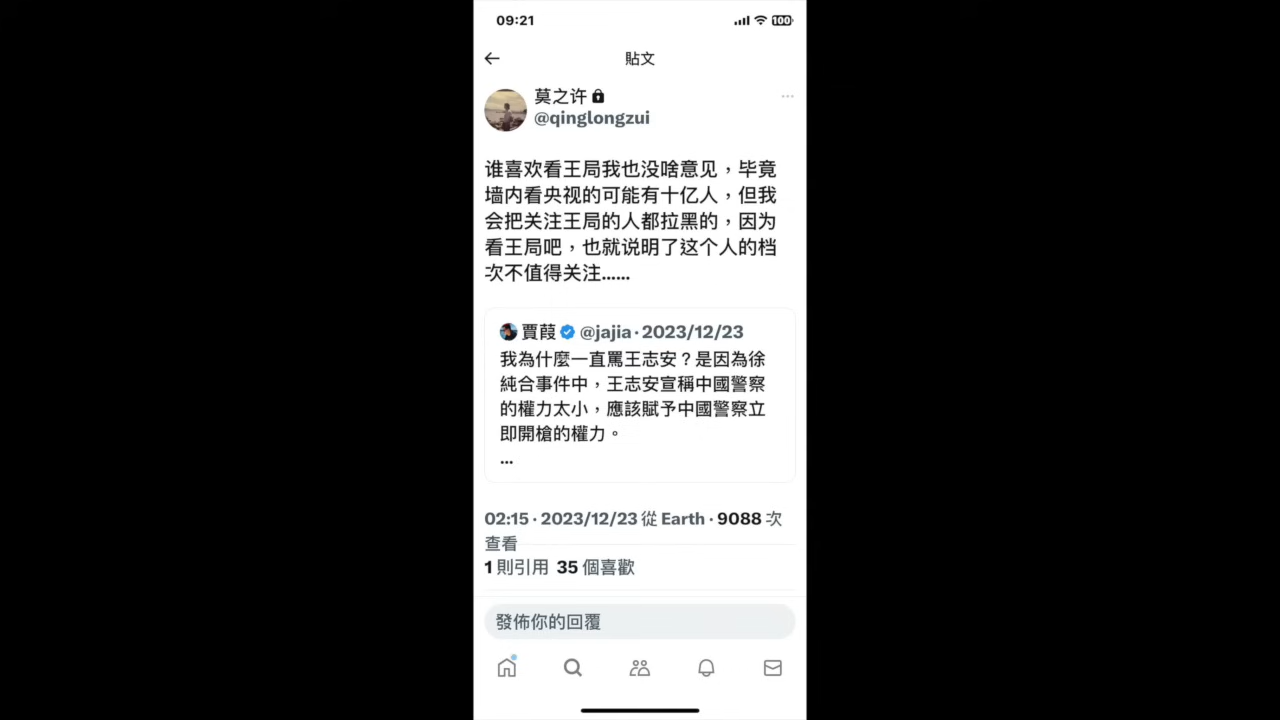 09:21
100
貼文
莫之许
@qinglongzui
谁喜欢看王局我也没啥意见，毕竟
墙内看央视的可能有十亿人，但我
会把关注王局的人都拉黑的，因为
看王局吧，也就说明了这个人的档
次不值得关注……
賈葭 @jajia · 2023/12/23
我為什麼一直罵王志安？是因為徐
純合事件中，王志安宣稱中國警察
的權力太小，應該賦予中國警察立
即開槍的權力。
...
02:15 · 2023/12/23 從 Earth · 9088 次
查看
1 則引用 35 個喜歡
發佈你的回覆